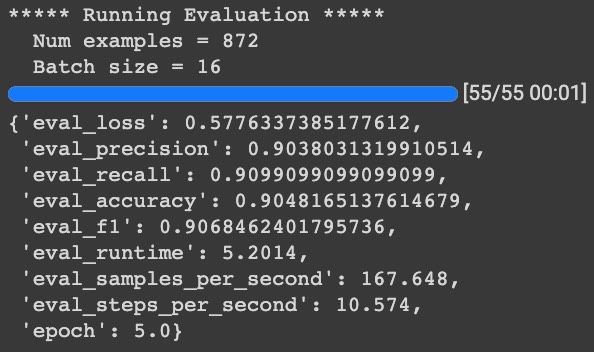 ***** Running Evaluation *****
  Num examples = 872
  Batch size = 16
[55/55 00:01]
{'eval_loss': 0.5776337385177612,
 'eval_precision': 0.9038031319910514,
 'eval_recall': 0.9099099099099099,
 'eval_accuracy': 0.9048165137614679,
 'eval_f1': 0.9068462401795736,
 'eval_runtime': 5.2014,
 'eval_samples_per_second': 167.648,
 'eval_steps_per_second': 10.574,
 'epoch': 5.0}